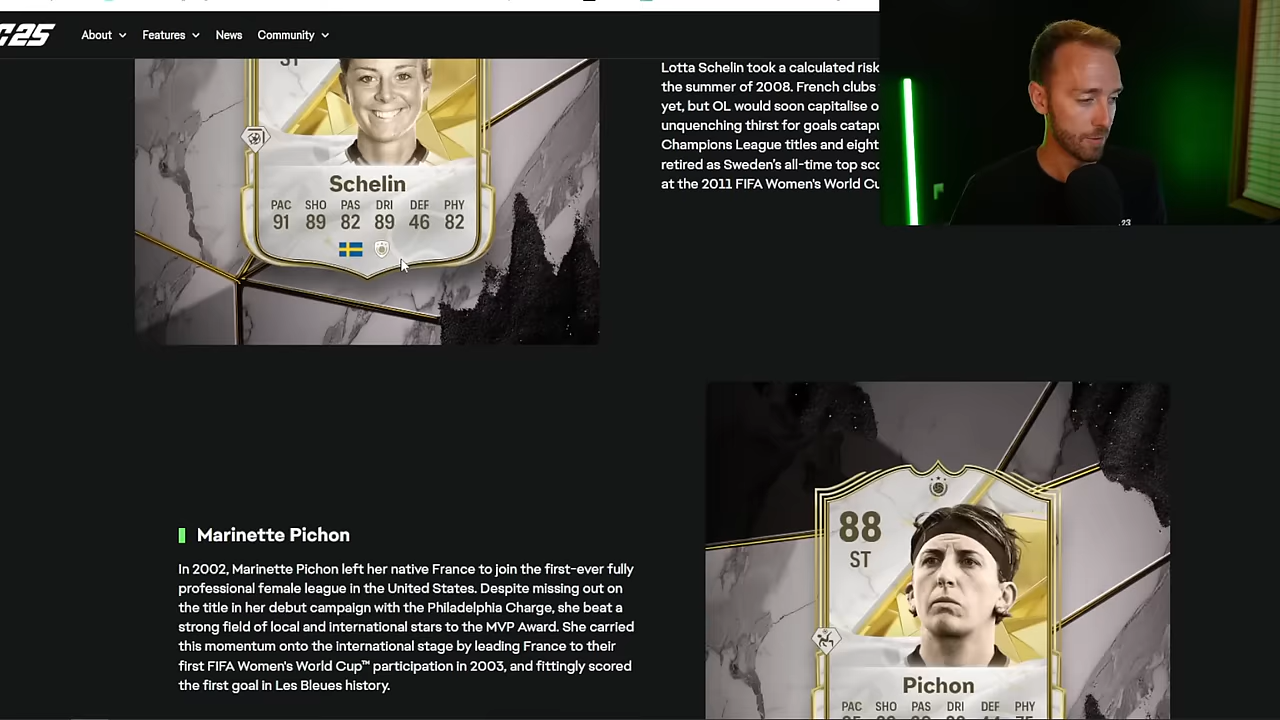 C25
About
Features
News
Community
ST
Schelin
PAC SHO PAS DRI DEF PHY
91 89 82 89 46 82
Lotta Schelin took a calculated risk
the summer of 2008. French clubs
yet, but OL would soon capitalise o
unquenching thirst for goals catapu
Champions League titles and eight
retired as Sweden's all-time top sco
at the 2011 FIFA Women's World Cu
23
Marinette Pichon
In 2002, Marinette Pichon left her native France to join the first-ever fully
professional female league in the United States. Despite missing out on
the title in her debut campaign with the Philadelphia Charge, she beat a
strong field of local and international stars to the MVP Award. She carried
this momentum onto the international stage by leading France to their
first FIFA Women's World Cup™ participation in 2003, and fittingly scored
the first goal in Les Bleues history.
88
ST
Pichon
PAC SHO PAS DRI DEF PHY